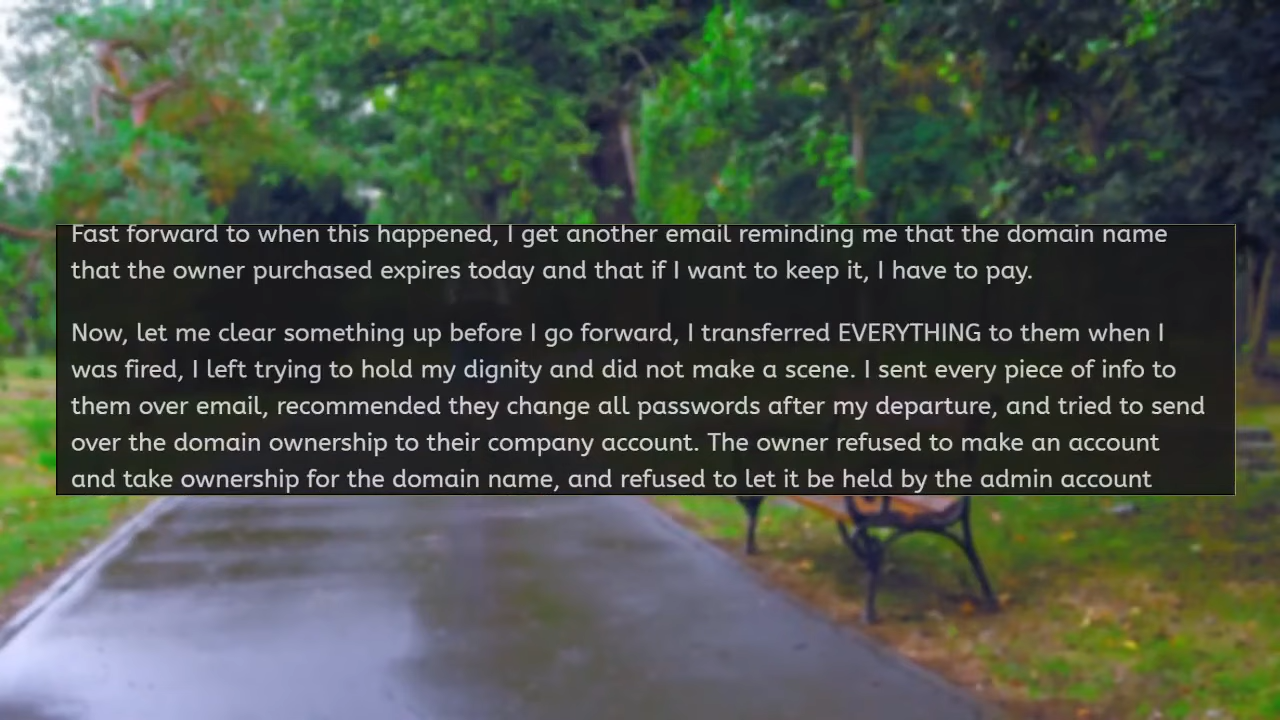 Fast forward to when this happened, I get another email reminding me that the domain name
that the owner purchased expires today and that if I want to keep it, I have to pay.
Now, let me clear something up before I go forward, I transferred EVERYTHING to them when I
was fired, I left trying to hold my dignity and did not make a scene. I sent every piece of info to
them over email, recommended they change all passwords after my departure, and tried to send
over the domain ownership to their company account. The owner refused to make an account
and take ownership for the domain name, and refused to let it be held by the admin account